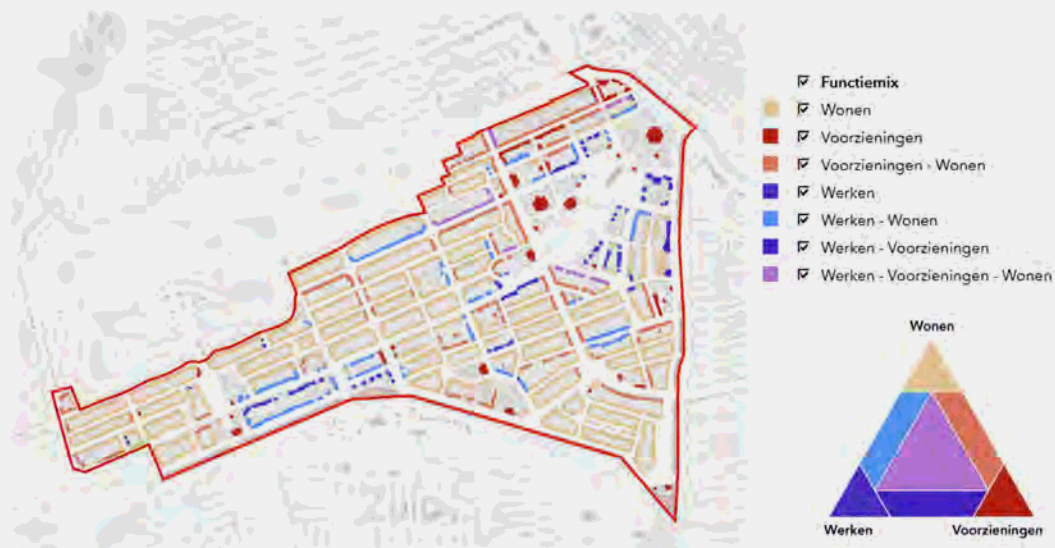 Functiemix
Wonen
Voorzieningen
Voorzieningen - Wonen
Werken
Werken - Wonen
Werken - Voorzieningen
Werken - Voorzieningen - Wonen
Wonen
Werken Voorzieningen